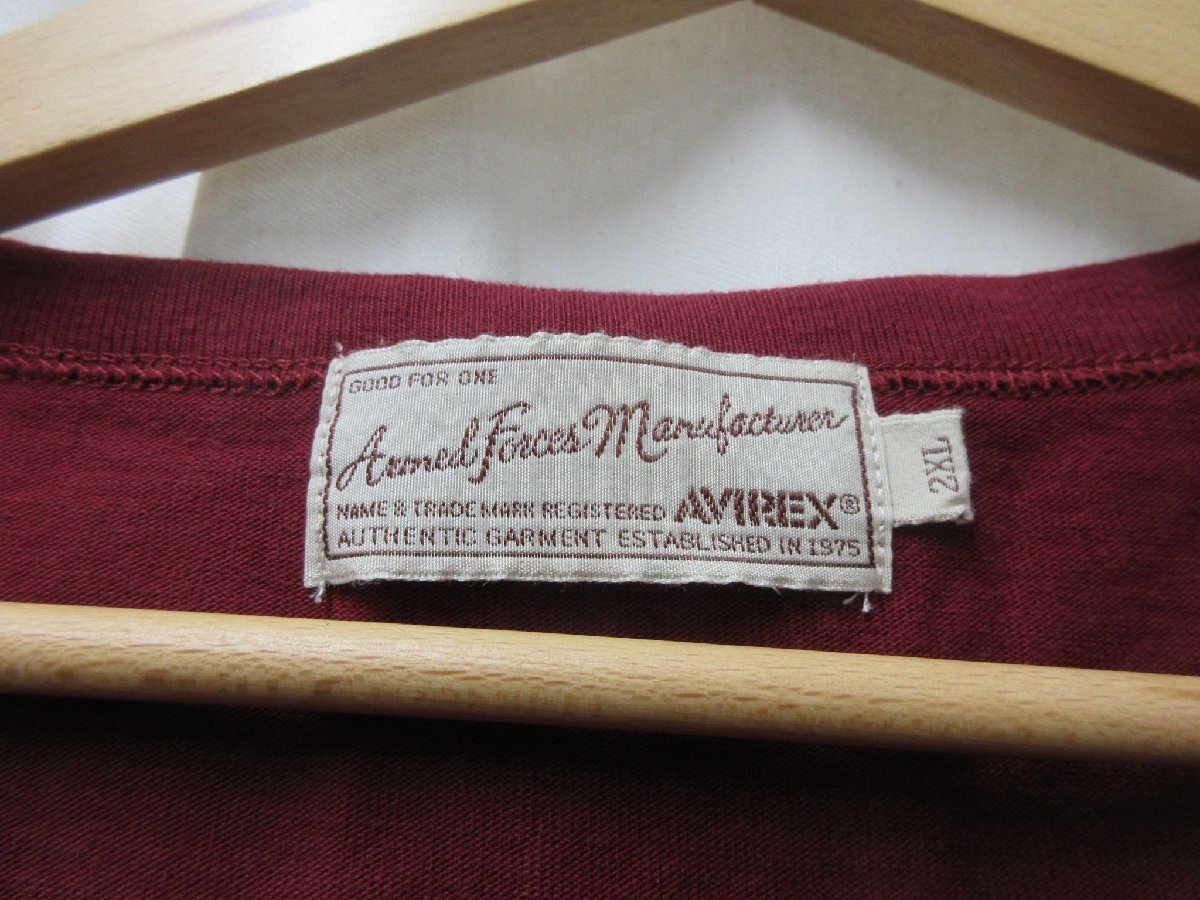 GOOD FOR ONE
Armed Forces Manufacturer
NAME & TRADE MARK REGISTERED AVIREX®
AUTHENTIC GARMENT ESTABLISHED IN 1975
2XL